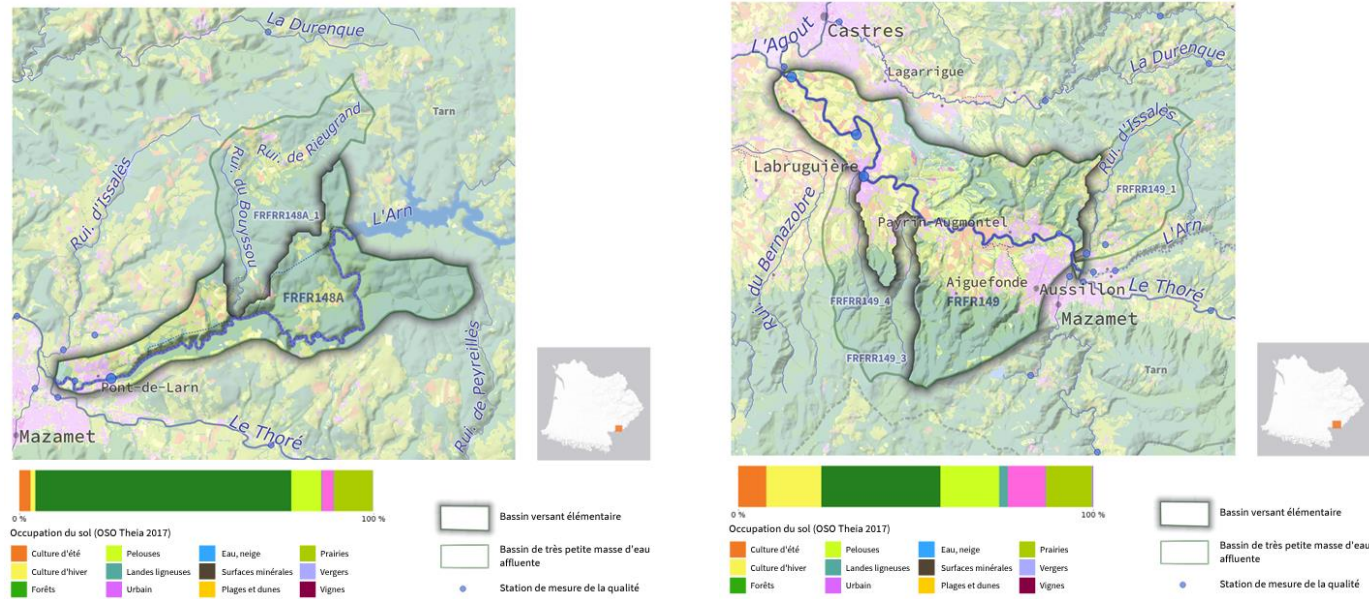 La Durenque
Tarn
Rui. de Rieugrand
Rui. d'Issalès
Rui. du Bouyssou
FRFRR148A_1
L'Arn
FRFR148A
Rui. de Peyreillès
Pont-de-Larn
Mazamet
Le Thoré
0 %
100 %
Occupation du sol (OSO Theia 2017)
Culture d'été
Pelouses
Eau, neige
Prairies
Culture d'hiver
Landes ligneuses
Surfaces minérales
Vergers
Forêts
Urbain
Plages et dunes
Vignes
Bassin versant élémentaire
Bassin de très petite masse d'eau
affluente
Station de mesure de la qualité
L'Agout
Castres
Lagarrigue
La Durenque
Rui. d'Issalès
Labruguière
FRFRR149_1
Rui. du Bernazobre
Payrin-Augmontel
L'Arn
Aiguefonde
Aussillon
Le Thoré
FRFRR149_4
FRFR149
Mazamet
FRFRR149_3
Tarn
0 %
100 %
Occupation du sol (OSO Theia 2017)
Culture d'été
Pelouses
Eau, neige
Prairies
Culture d'hiver
Landes ligneuses
Surfaces minérales
Vergers
Forêts
Urbain
Plages et dunes
Vignes
Bassin versant élémentaire
Bassin de très petite masse d'eau
affluente
Station de mesure de la qualité